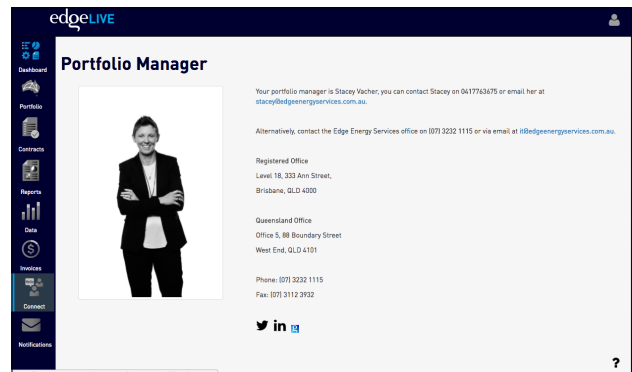 edgeLIVE
Dashboard
Portfolio
Contracts
Reports
Data
Invoices
Connect
Notifications
Portfolio Manager
Your portfolio manager is Stacey Vacher, you can contact Stacey on 0417763675 or email her at
stacey@edgeenergyservices.com.au.
Alternatively, contact the Edge Energy Services office on (07) 3232 1115 or via email at it@edgeenergyservices.com.au.
Registered Office
Level 18, 333 Ann Street,
Brisbane, QLD 4000
Queensland Office
Office 5, 88 Boundary Street
West End, QLD 4101
Phone: (07) 3232 1115
Fax: (07) 3112 3932
in
?